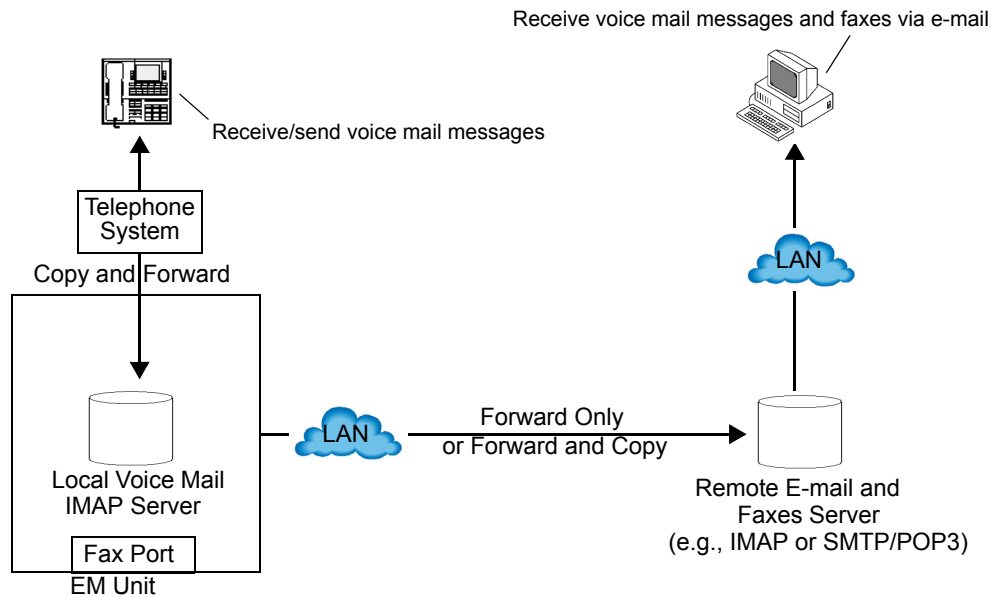 Receive voice mail messages and faxes via e-mail
Receive/send voice mail messages
Telephone
System
Copy and Forward
LAN
LAN
Forward Only
or Forward and Copy
Local Voice Mail
IMAP Server
Remote E-mail and
Faxes Server
(e.g., IMAP or SMTP/POP3)
Fax Port
EM Unit